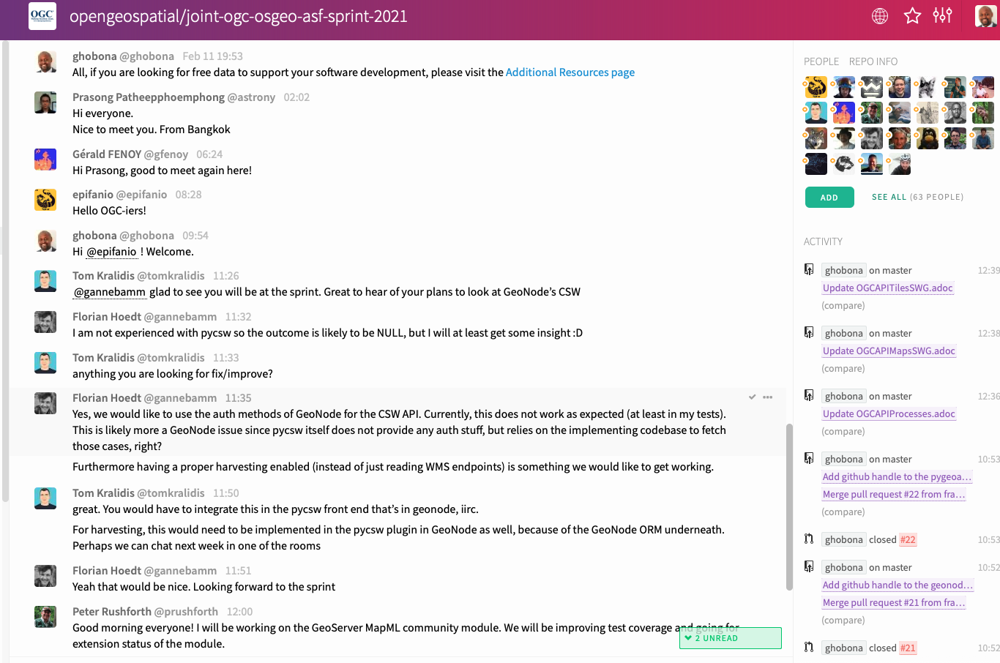 OGC
opengeospatial/joint-ogc-osgeo-asf-sprint-2021
ghobona @ghobona Feb 11 19:53
All, if you are looking for free data to support your software development, please visit the Additional Resources page
Prasong Patheepphoemphong @astrony 02:02
Hi everyone.
Nice to meet you. From Bangkok
Gérald FENOY @gfenoy 06:24
Hi Prasong, good to meet again here!
epifanio @epifanio 08:28
Hello OGC-iers!
ghobona @ghobona 09:54
Hi @epifanio ! Welcome.
Tom Kralidis @tomkralidis 11:26
@gannebamm glad to see you will be at the sprint. Great to hear of your plans to look at GeoNode's CSW
Florian Hoedt @gannebamm 11:32
I am not experienced with pycsw so the outcome is likely to be NULL, but I will at least get some insight :D
Tom Kralidis @tomkralidis 11:33
anything you are looking for fix/improve?
Florian Hoedt @gannebamm 11:35
Yes, we would like to use the auth methods of GeoNode for the CSW API. Currently, this does not work as expected (at least in my tests).
This is likely more a GeoNode issue since pycsw itself does not provide any auth stuff, but relies on the implementing codebase to fetch
those cases, right?
Furthermore having a proper harvesting enabled (instead of just reading WMS endpoints) is something we would like to get working.
Tom Kralidis @tomkralidis 11:50
great. You would have to integrate this in the pycsw front end that's in geonode, iirc.
For harvesting, this would need to be implemented in the pycsw plugin in GeoNode as well, because of the GeoNode ORM underneath.
Perhaps we can chat next week in one of the rooms
Florian Hoedt @gannebamm 11:51
Yeah that would be nice. Looking forward to the sprint
Peter Rushforth @prushforth 12:00
Good morning everyone! I will be working on the GeoServer MapML community module. We will be improving test coverage and going for
extension status of the module.
2 UNREAD
PEOPLE REPO INFO
ADD SEE ALL (63 PEOPLE)
ACTIVITY
ghobona on master 12:39
Update OGCAPITilesSWG.adoc
(compare)
ghobona on master 12:38
Update OGCAPIMapsSWG.adoc
(compare)
ghobona on master 12:36
Update OGCAPIProcesses.adoc
(compare)
ghobona on master 10:53
Add github handle to the pygeoa…
Merge pull request #22 from fra…
(compare)
ghobona closed #22 10:53
ghobona on master 10:52
Add github handle to the geonod…
Merge pull request #21 from fra…
(compare)
ghobona closed #21 10:52